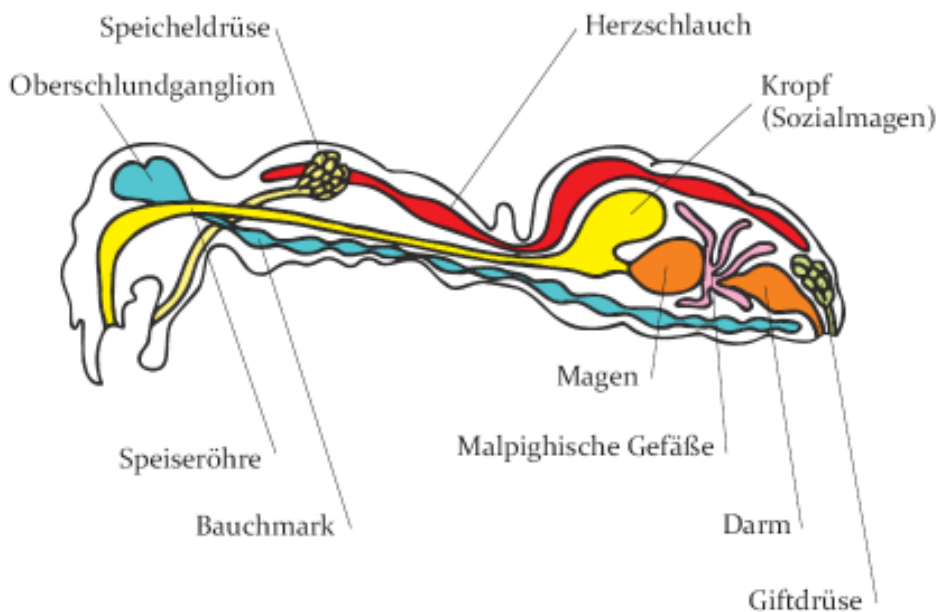 Speicheldrüse
Herzschlauch
Oberschlundganglion
Kropf
(Sozialmagen)
Magen
Malpighische Gefäße
Speiseröhre
Bauchmark
Darm
Giftdrüse